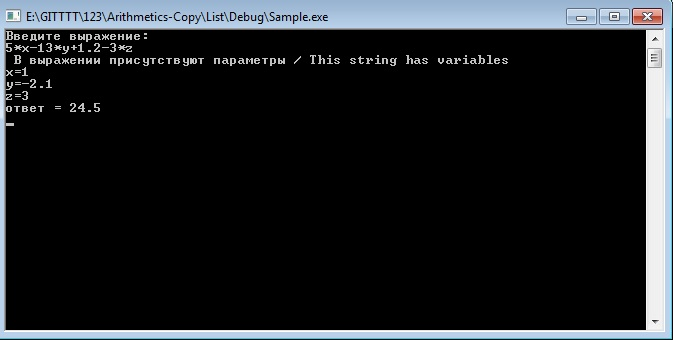 E:\GITTTT\123\Arithmetics-Copy\List\Debug\Sample.exe
Введите выражение:
5*x-13*y+1.2-3*z
В выражении присутствуют параметры / This string has variables
x=1
y=-2.1
z=3
ответ = 24.5